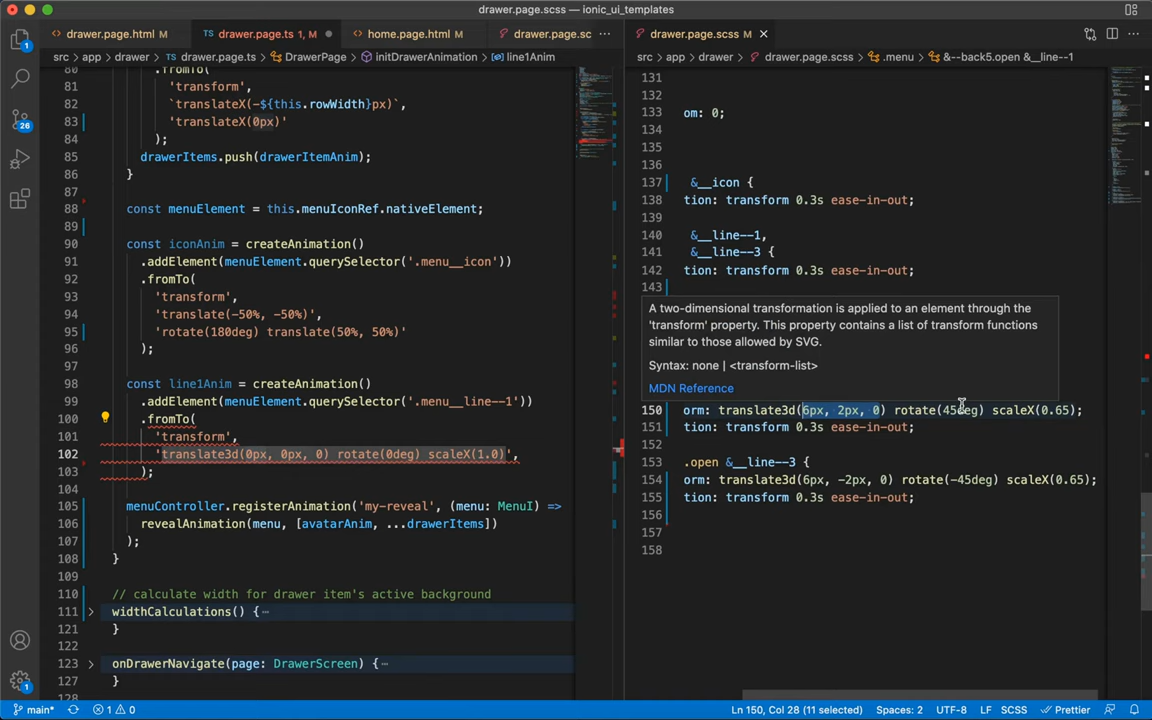 drawer.page.scss — ionic_ui_templates
drawer.page.html M
drawer.page.ts 1, M
home.page.html M
drawer.page.sc
drawer.page.scss M
src > app > drawer > drawer.page.ts > DrawerPage > initDrawerAnimation > line1Anim
80 .fromTo(
81 'transform',
82 `translateX(-${this.rowWidth}px)`,
83 'translateX(0px)'
84 );
85 drawerItems.push(drawerItemAnim);
86 }
87
88 const menuElement = this.menuIconRef.nativeElement;
89
90 const iconAnim = createAnimation()
91 .addElement(menuElement.querySelector('.menu__icon'))
92 .fromTo(
93 'transform',
94 'translate(-50%, -50%)',
95 'rotate(180deg) translate(50%, 50%)'
96 );
97
98 const line1Anim = createAnimation()
99 .addElement(menuElement.querySelector('.menu__line--1'))
100 .fromTo(
101 'transform',
102 'translate3d(0px, 0px, 0) rotate(0deg) scaleX(1.0)',
103 );
104
105 menuController.registerAnimation('my-reveal', (menu: MenuI) =>
106 revealAnimation(menu, [avatarAnim, ...drawerItems])
107 );
108 }
109
110 // calculate width for drawer item's active background
111 widthCalculations() {
121 }
122
123 onDrawerNavigate(page: DrawerScreen) {
127 }
128
src > app > drawer > drawer.page.scss > .menu > &--back5.open &__line--1
131
132
133 om: 0;
134
135
136
137 &__icon {
138 tion: transform 0.3s ease-in-out;
139
140 &__line--1,
141 &__line--3 {
142 tion: transform 0.3s ease-in-out;
143
A two-dimensional transformation is applied to an element through the
'transform' property. This property contains a list of transform functions
similar to those allowed by SVG.
Syntax: none | <transform-list>
MDN Reference
150 orm: translate3d(6px, 2px, 0) rotate(45deg) scaleX(0.65);
151 tion: transform 0.3s ease-in-out;
152
153 .open &__line--3 {
154 orm: translate3d(6px, -2px, 0) rotate(-45deg) scaleX(0.65);
155 tion: transform 0.3s ease-in-out;
156
157
158
1
26
1
main*
1 0
Ln 150, Col 28 (11 selected)
Spaces: 2
UTF-8
LF
SCSS
Prettier